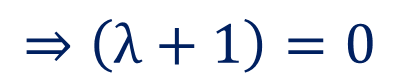 ⇒ (λ + 1) = 0